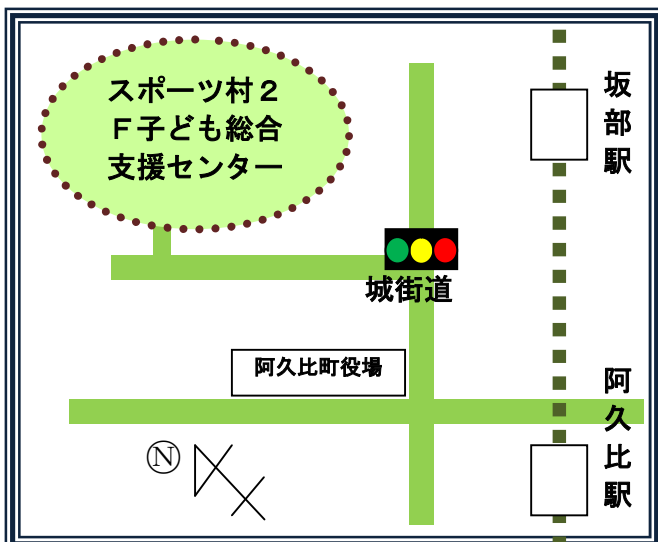 スポーツ村２
Ｆ子ども総合
支援センター
坂部駅
城街道
阿久比町役場
阿久比駅
Ⓝ